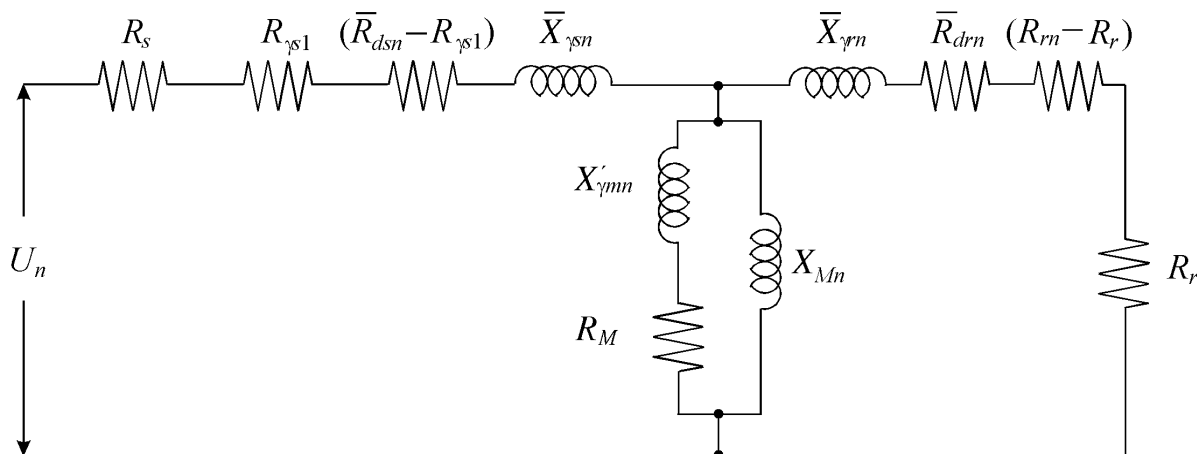 R_s R_γs1 (R̅_dsn − R_γs1) X̅_γsn X̅_γrn R̅_drn (R_rn − R_r)
X′_γmn
U_n X_Mn R_r
R_M